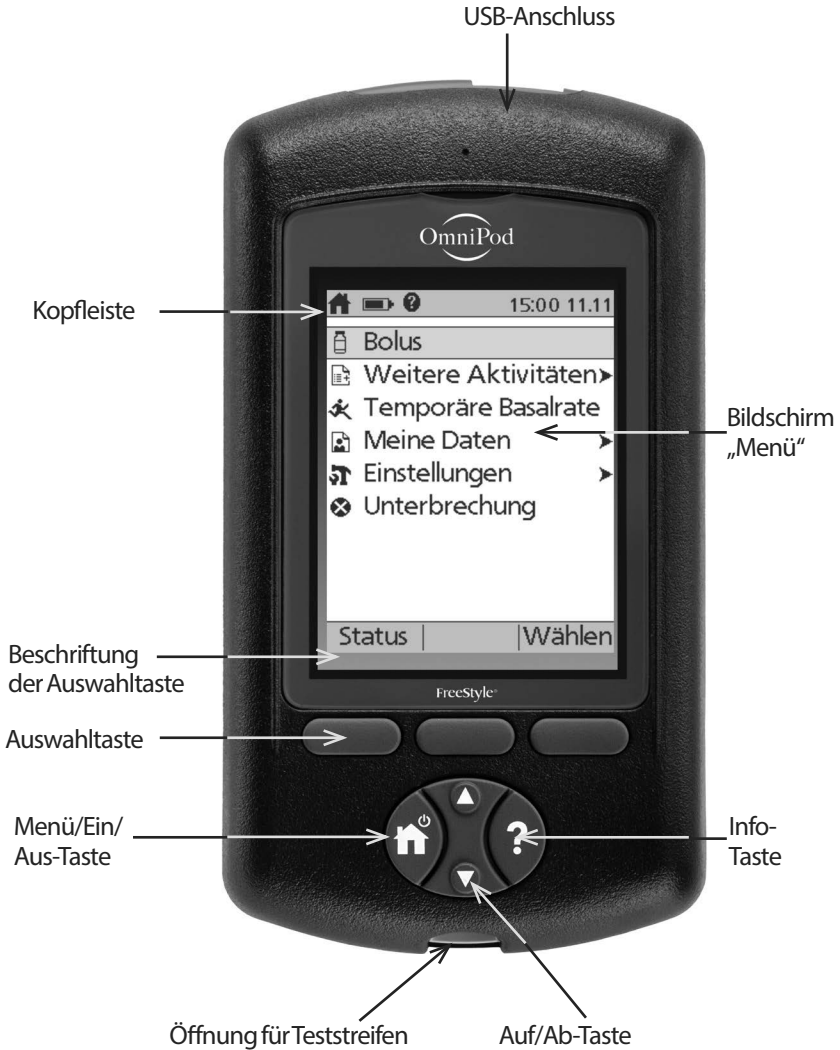 USB-Anschluss
OmniPod
Kopfleiste
15:00 11.11
Bolus
Weitere Aktivitäten
Temporäre Basalrate
Meine Daten
Einstellungen
Unterbrechung
Bildschirm
„Menü“
Status | |Wählen
Beschriftung
der Auswahltaste
FreeStyle®
Auswahltaste
Menü/Ein/
Aus-Taste
?
Info-
Taste
Öffnung für Teststreifen
Auf/Ab-Taste